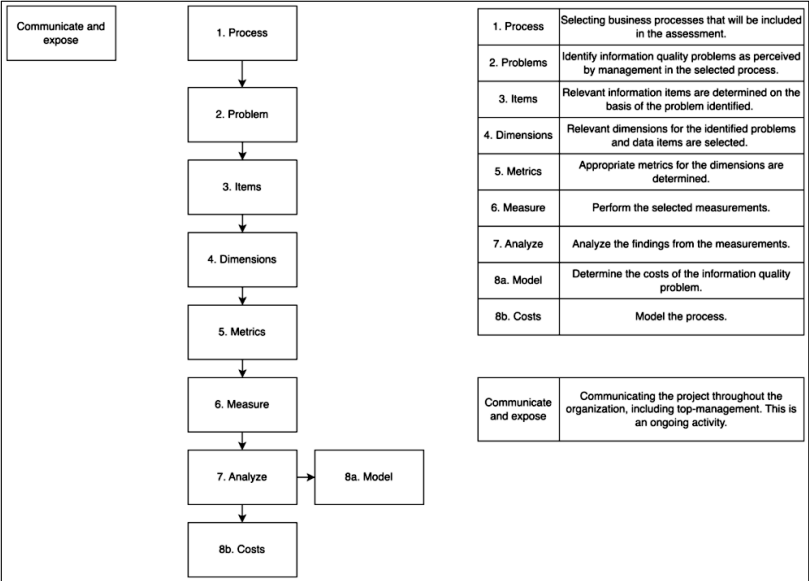 Communicate and
expose
1. Process
2. Problem
3. Items
4. Dimensions
5. Metrics
6. Measure
7. Analyze
8a. Model
8b. Costs
1. Process
Selecting business processes that will be included
in the assessment.
2. Problems
Identify information quality problems as perceived
by management in the selected process.
3. Items
Relevant information items are determined on the
basis of the problem identified.
4. Dimensions
Relevant dimensions for the identified problems
and data items are selected.
5. Metrics
Appropriate metrics for the dimensions are
determined.
6. Measure
Perform the selected measurements.
7. Analyze
Analyze the findings from the measurements.
8a. Model
Determine the costs of the information quality
problem.
8b. Costs
Model the process.
Communicate
and expose
Communicating the project throughout the
organization, including top-management. This is
an ongoing activity.